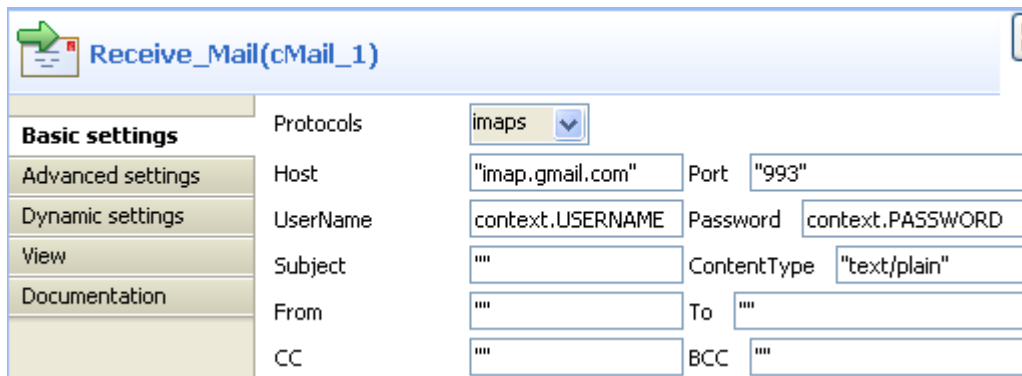 Receive_Mail(cMail_1)
Basic settings
Advanced settings
Dynamic settings
View
Documentation
Protocols imaps
Host "imap.gmail.com" Port "993"
UserName context.USERNAME Password context.PASSWORD
Subject "" ContentType "text/plain"
From "" To ""
CC "" BCC ""